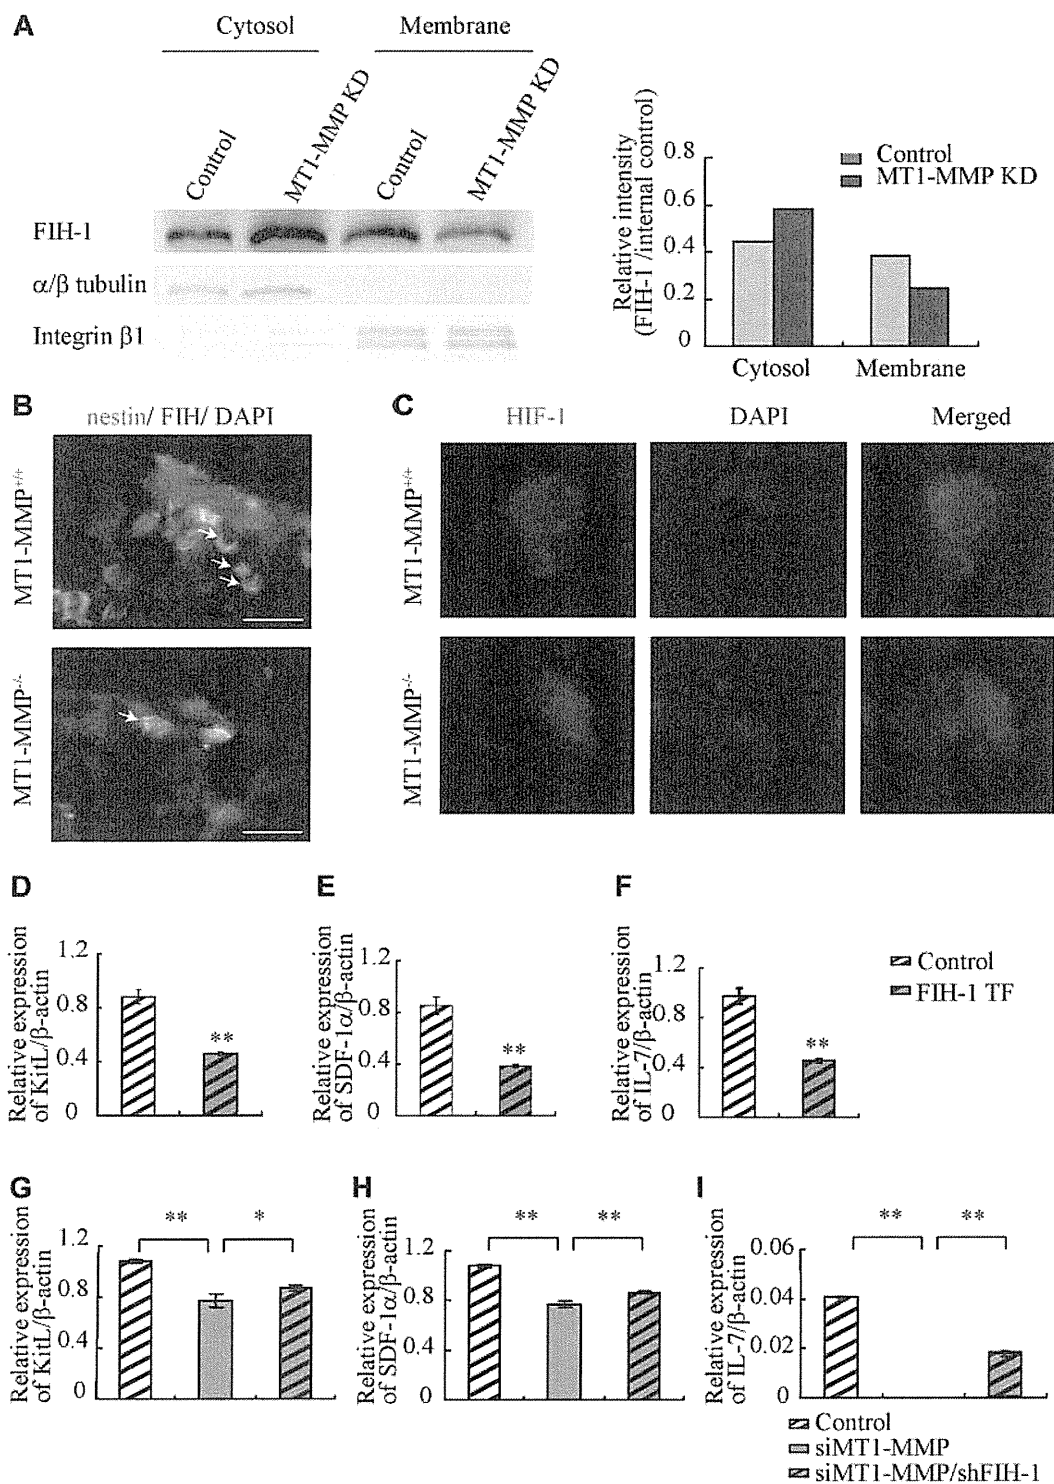 A
Cytosol Membrane
Control MT1-MMP KD Control MT1-MMP KD
FIH-1
α/β tubulin
Integrin β1
Relative intensity
(FIH-1 /internal control)
0.8
0.6
0.4
0.2
0
Control
MT1-MMP KD
Cytosol Membrane
B
nestin/ FIH/ DAPI
MT1-MMP+/+
MT1-MMP-/-
C
HIF-1 DAPI Merged
MT1-MMP+/+
MT1-MMP-/-
D
Relative expression
of KitL/β-actin
1.2
0.8
0.4
0
**
E
Relative expression
of SDF-1α/β-actin
1.2
0.8
0.4
0
**
F
Relative expression
of IL-7/β-actin
1.2
0.8
0.4
0
**
Control
FIH-1 TF
G
Relative expression
of KitL/β-actin
1.2
0.8
0.4
0
** *
H
Relative expression
of SDF-1α/β-actin
1.2
0.8
0.4
0
** **
I
Relative expression
of IL-7/β-actin
0.06
0.04
0.02
0
** **
Control
siMT1-MMP
siMT1-MMP/shFIH-1